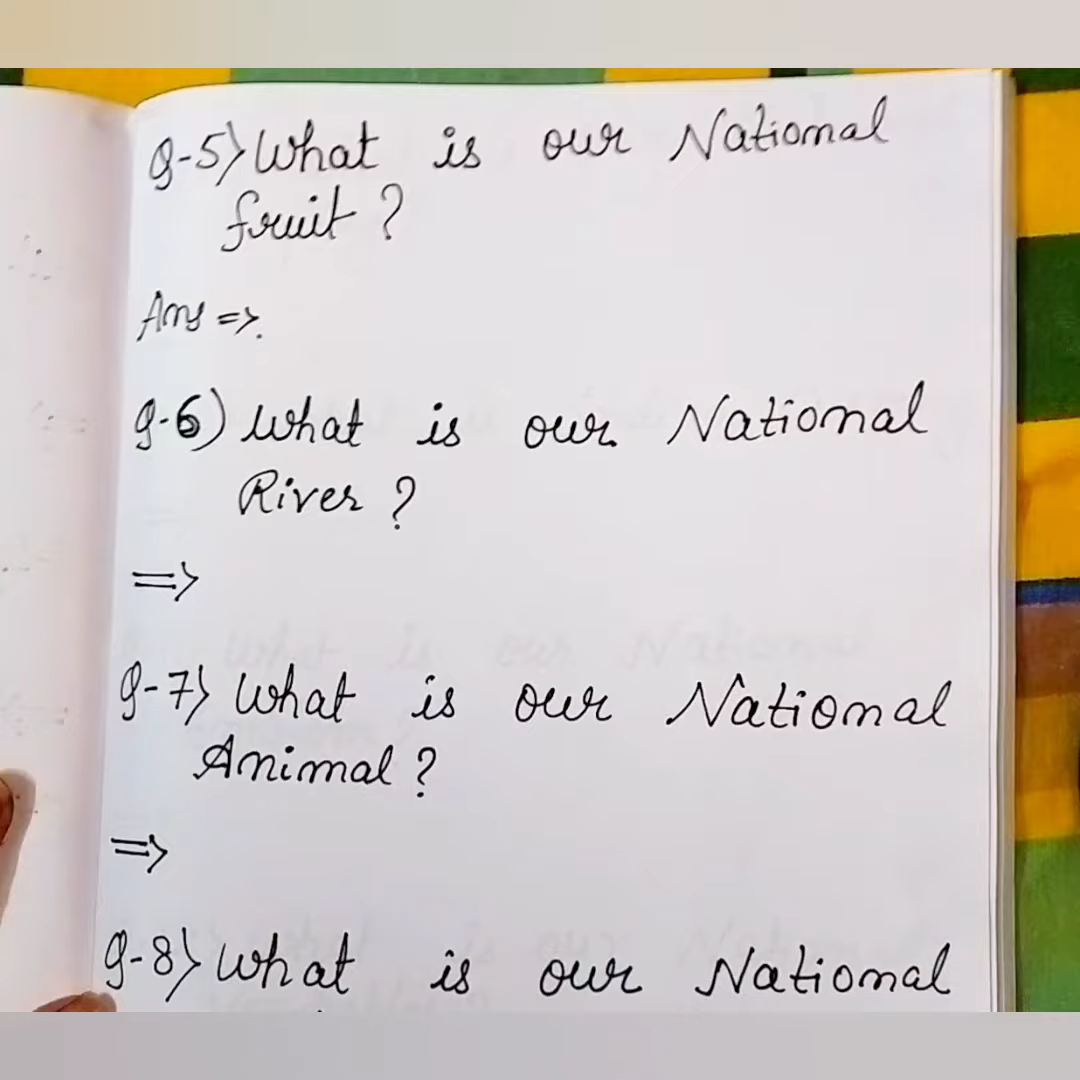 Q-5) What is our National
fruit ?
Ans =>.
Q-6) What is our National
River ?
=>
Q-7) What is our National
Animal ?
=>
Q-8) What is our National